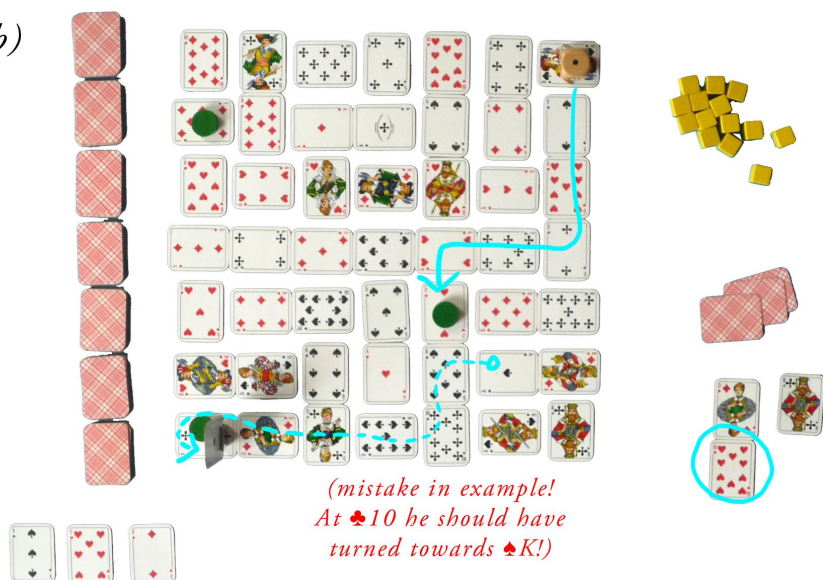 b)
(mistake in example!
At ♣10 he should have
turned towards ♠K!)